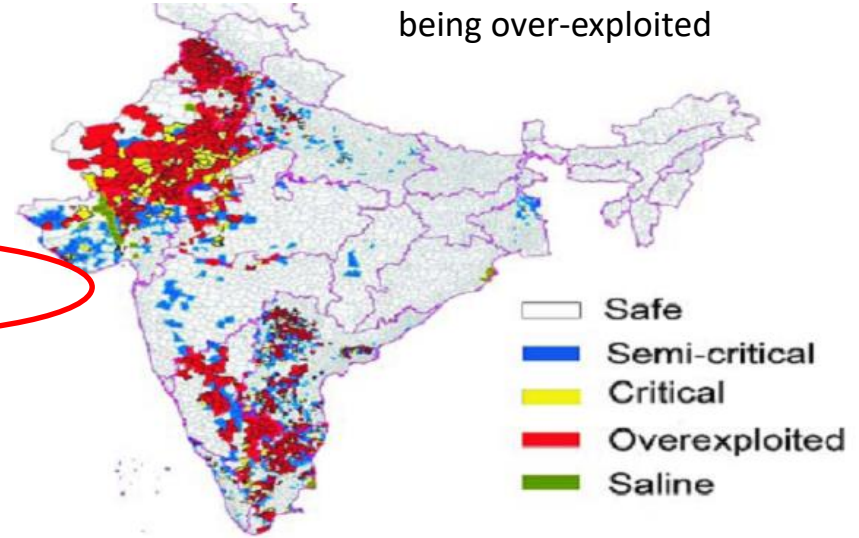 being over-exploited
Safe
Semi-critical
Critical
Overexploited
Saline